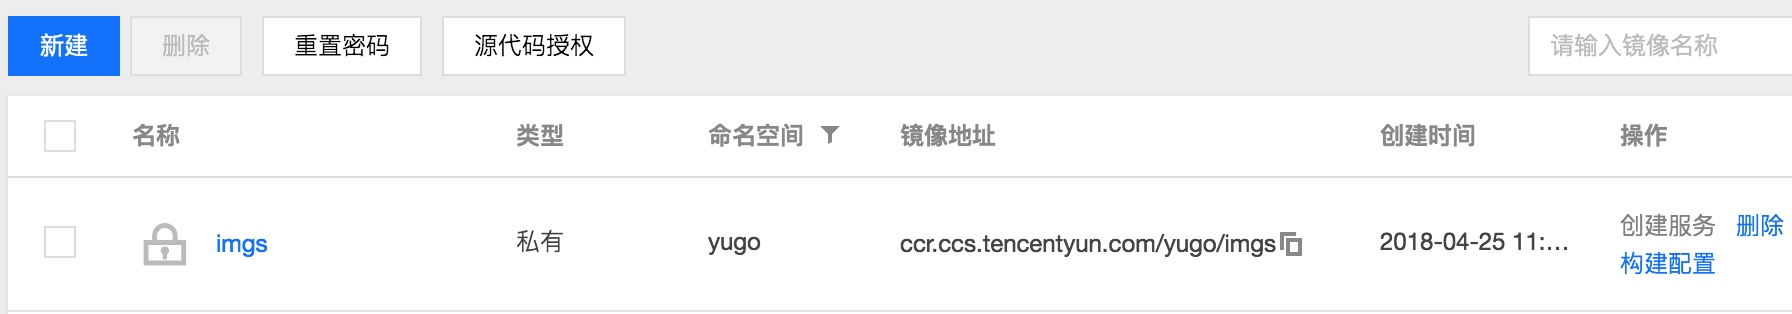 新建 删除 重置密码 源代码授权 请输入镜像名称
名称 类型 命名空间 镜像地址 创建时间 操作
imgs 私有 yugo ccr.ccs.tencentyun.com/yugo/imgs 2018-04-25 11:... 创建服务 删除
构建配置